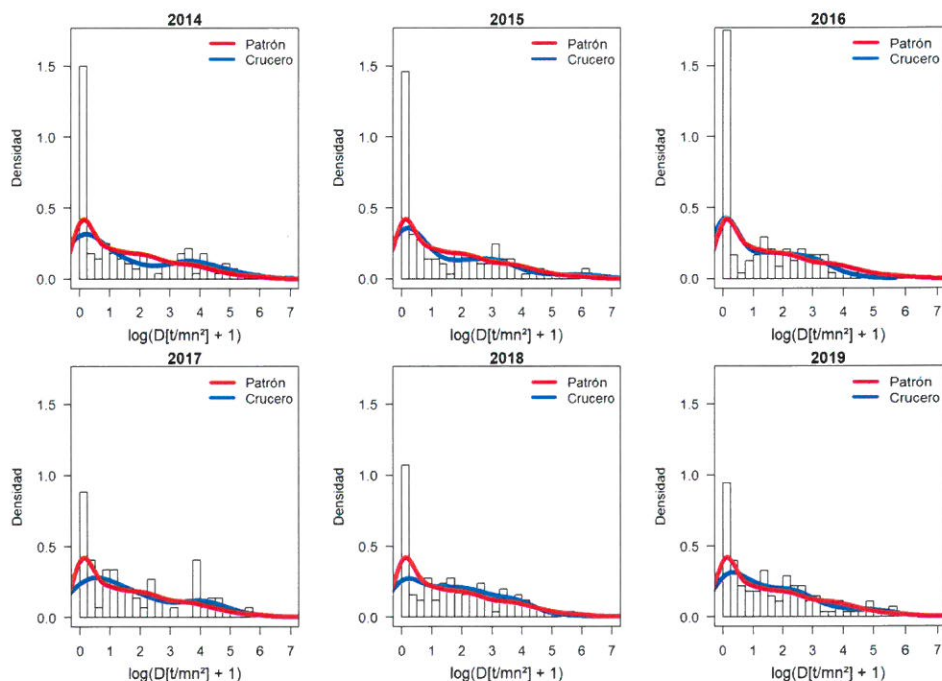 2014
Patrón
Crucero
Densidad
1.5
1.0
0.5
0.0
0 1 2 3 4 5 6 7
log(D[t/mn²] + 1)
2015
Patrón
Crucero
Densidad
1.5
1.0
0.5
0.0
0 1 2 3 4 5 6 7
log(D[t/mn²] + 1)
2016
Patrón
Crucero
Densidad
1.5
1.0
0.5
0.0
0 1 2 3 4 5 6 7
log(D[t/mn²] + 1)
2017
Patrón
Crucero
Densidad
1.5
1.0
0.5
0.0
0 1 2 3 4 5 6 7
log(D[t/mn²] + 1)
2018
Patrón
Crucero
Densidad
1.5
1.0
0.5
0.0
0 1 2 3 4 5 6 7
log(D[t/mn²] + 1)
2019
Patrón
Crucero
Densidad
1.5
1.0
0.5
0.0
0 1 2 3 4 5 6 7
log(D[t/mn²] + 1)